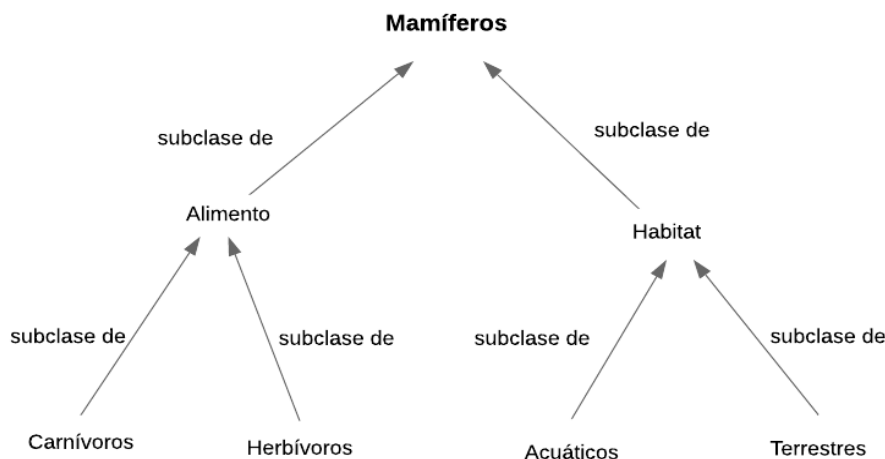 Mamíferos
subclase de
subclase de
Alimento
Habitat
subclase de
subclase de
subclase de
subclase de
Carnívoros
Herbívoros
Acuáticos
Terrestres